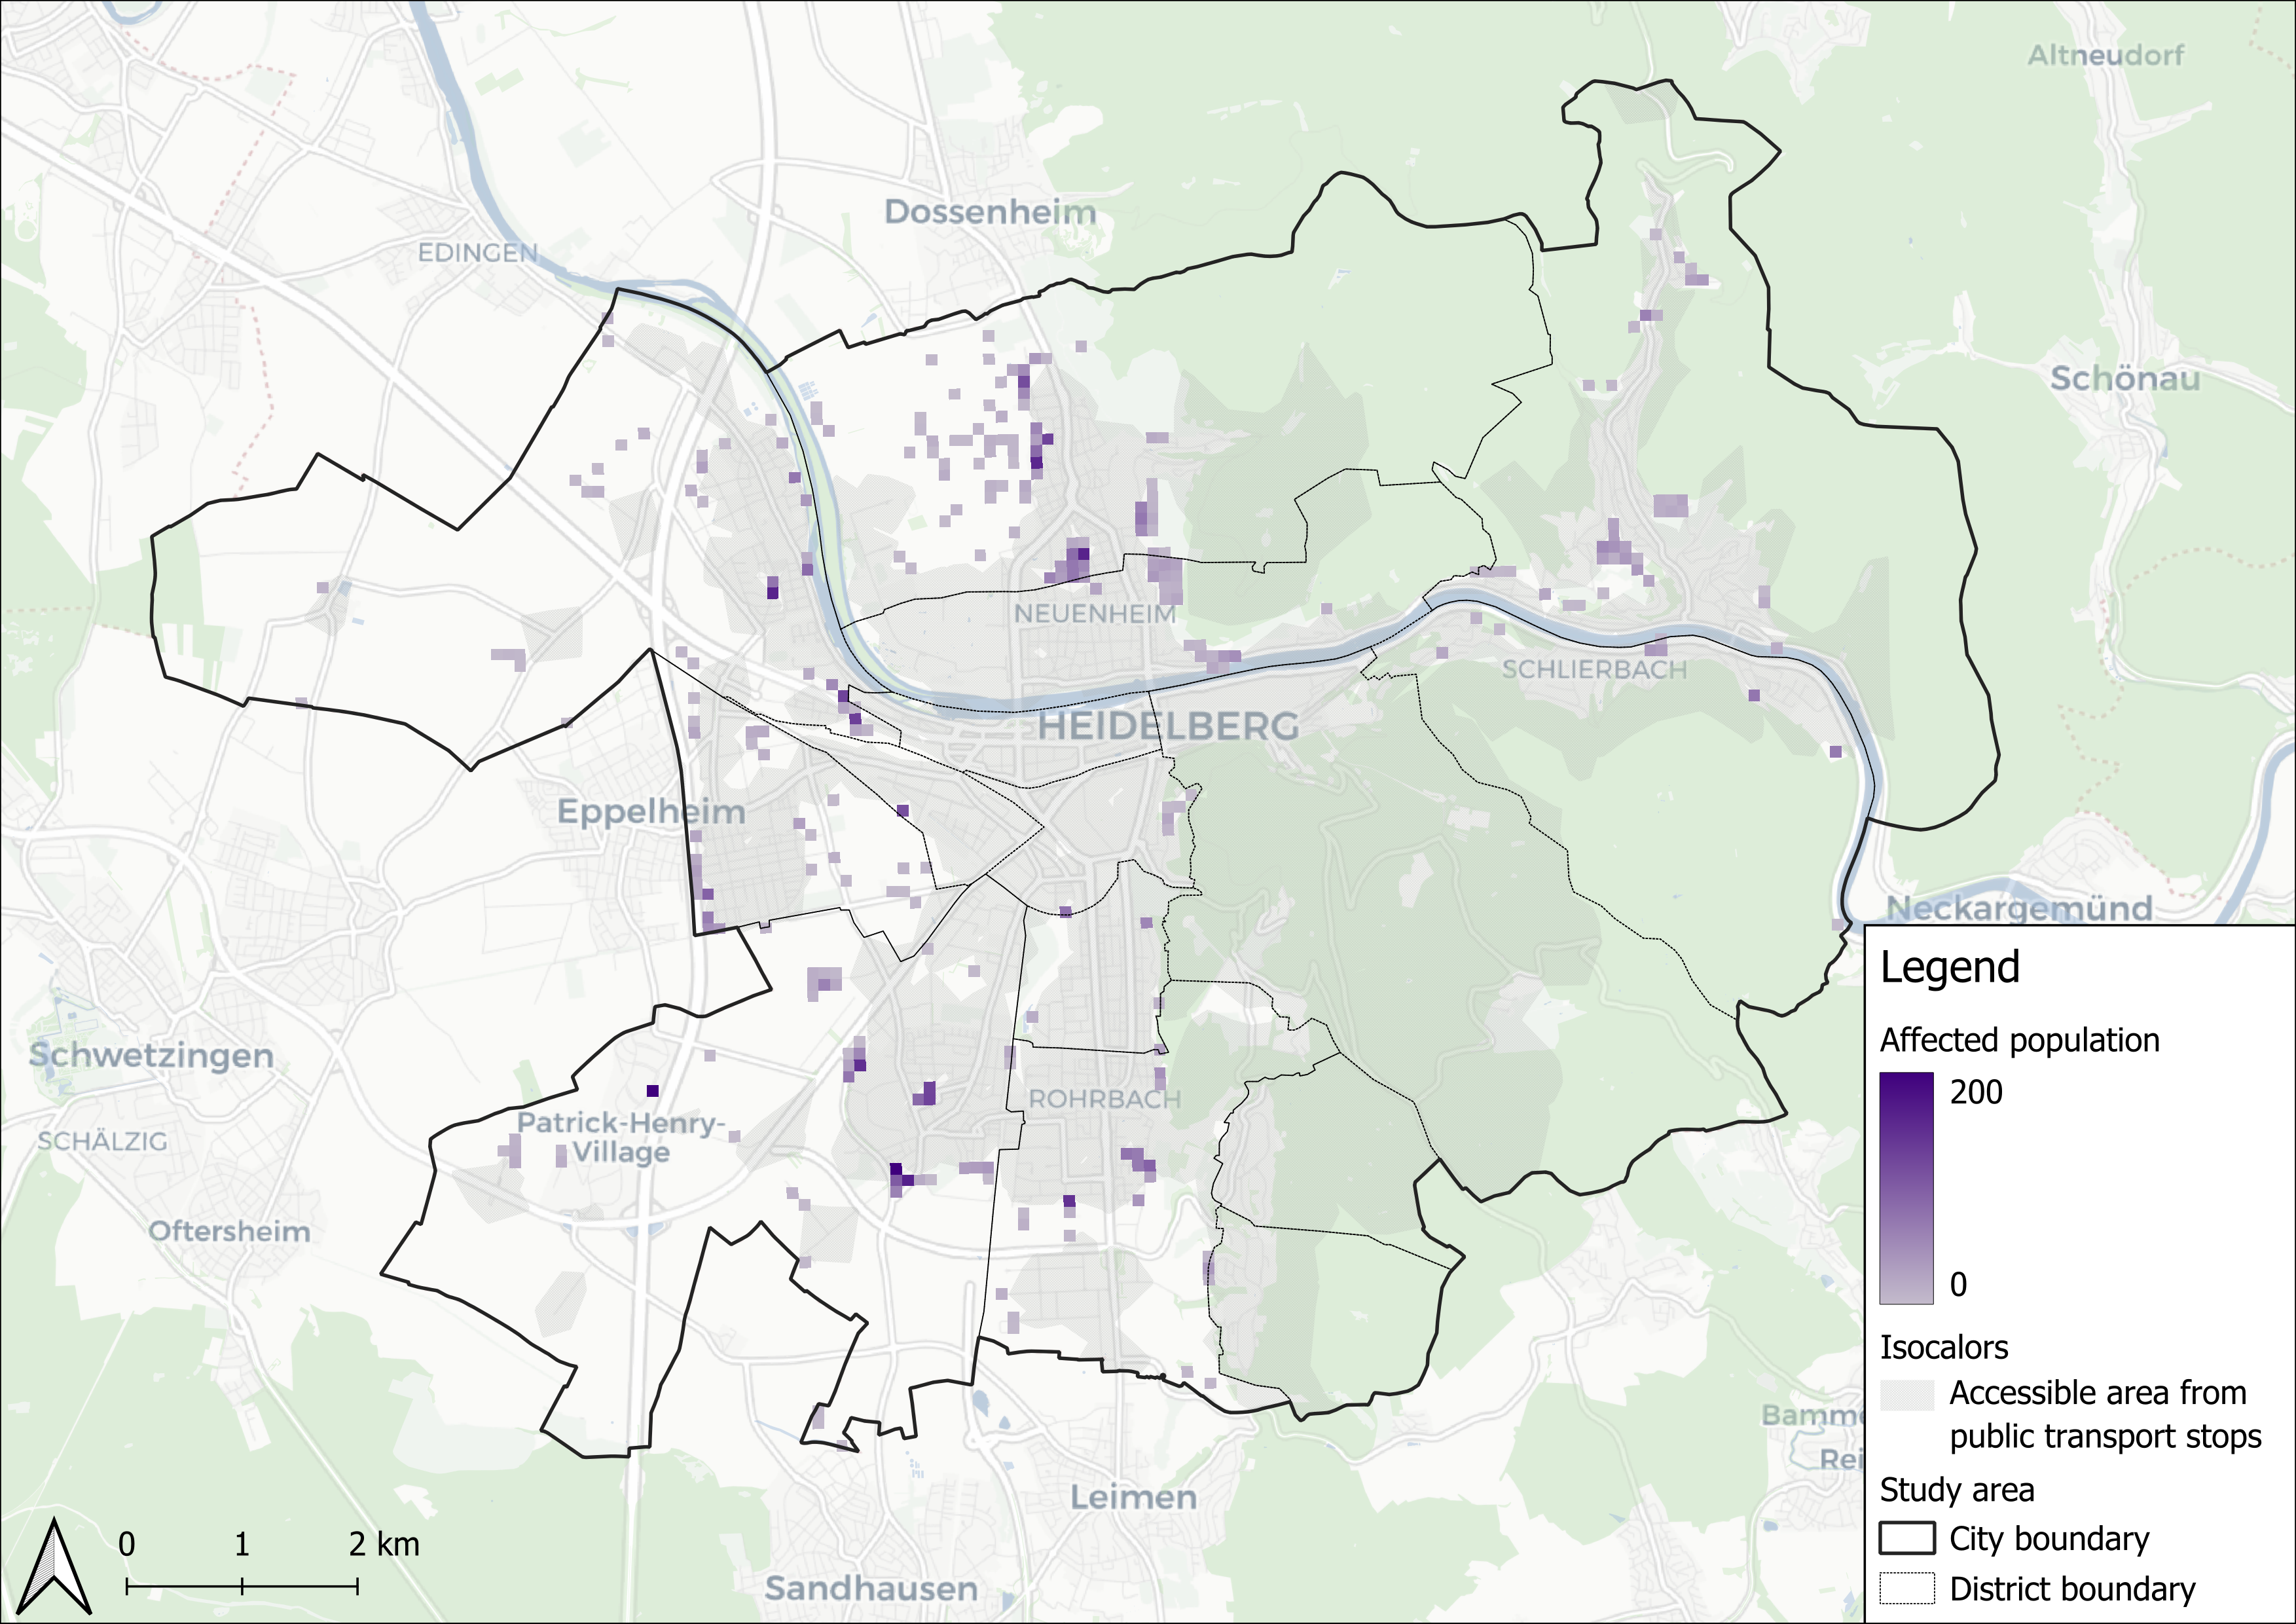 Altneudorf
Dossenheim
EDINGEN
Schönau
NEUENHEIM
SCHLIERBACH
HEIDELBERG
Eppelheim
Neckargemünd
Schwetzingen
ROHRBACH
Patrick-Henry-
Village
SCHÄLZIG
Oftersheim
Leimen
Sandhausen
Bamme
Rei
0 1 2 km
Legend
Affected population
200
0
Isocalors
Accessible area from
public transport stops
Study area
City boundary
District boundary